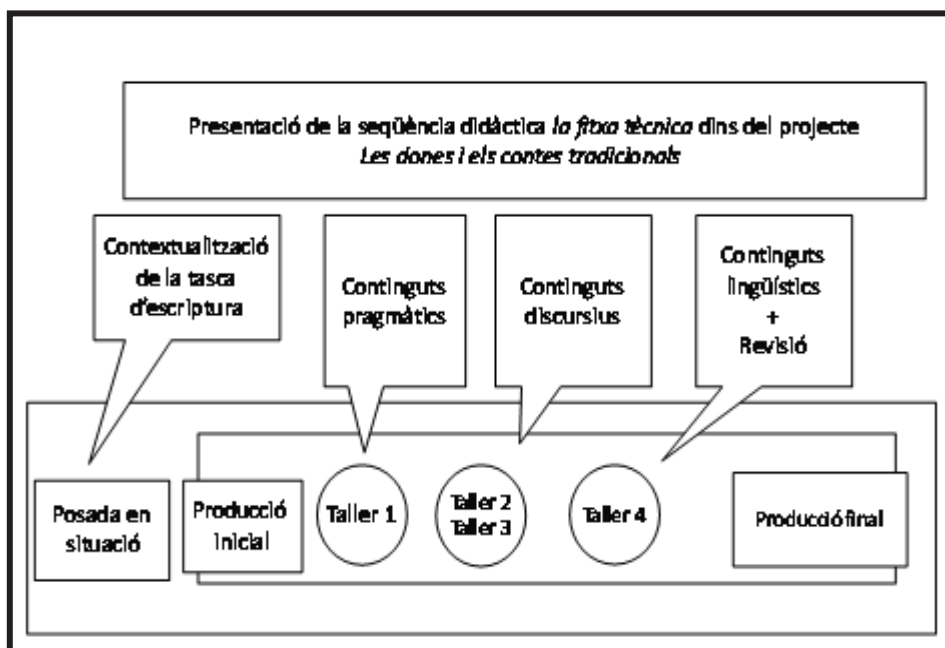 Presentació de la seqüència didàctica la fitxa tècnica dins del projecte
Les dones i els contes tradicionals
Contextualització
de la tasca
d'escriptura
Continguts
pragmàtics
Continguts
discursius
Continguts
lingüístics
+
Revisió
Posada en
situació
Producció
inicial
Taller 1
Taller 2
Taller 3
Taller 4
Producció final